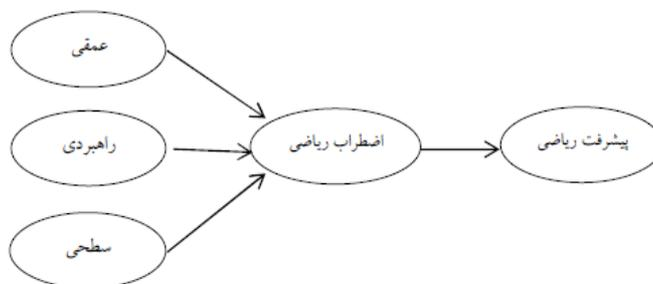 عمقی
راهبردی
اضطراب ریاضی
پیشرفت ریاضی
سطحی